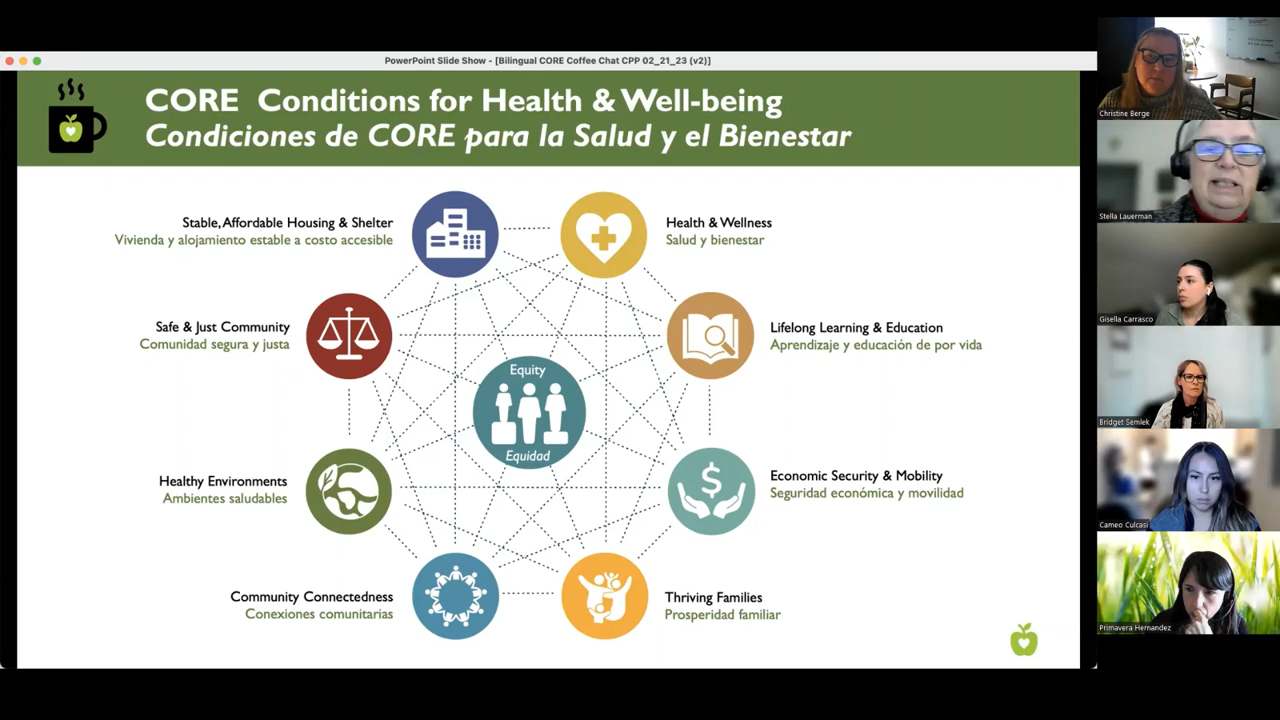 PowerPoint Slide Show - [Bilingual CORE Coffee Chat CPP 02_21_23 (v2)]
CORE Conditions for Health & Well-being
Condiciones de CORE para la Salud y el Bienestar
Stable, Affordable Housing & Shelter
Vivienda y alojamiento estable a costo accesible
Health & Wellness
Salud y bienestar
Safe & Just Community
Comunidad segura y justa
Lifelong Learning & Education
Aprendizaje y educación de por vida
Equity
Equidad
Healthy Environments
Ambientes saludables
Economic Security & Mobility
Seguridad económica y movilidad
Community Connectedness
Conexiones comunitarias
Thriving Families
Prosperidad familiar
Christine Berge
Stella Lauerman
Gisella Carrasco
Bridget Semlek
Cameo Culcasi
Primavera Hernandez